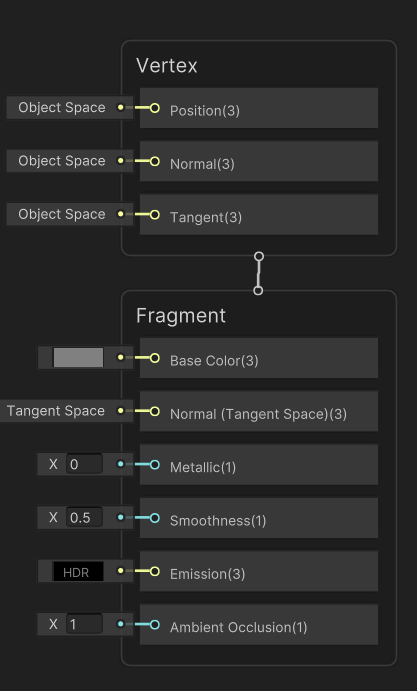 Vertex
Object Space
Position(3)
Object Space
Normal(3)
Object Space
Tangent(3)
Fragment
Base Color(3)
Tangent Space
Normal (Tangent Space)(3)
X 0
Metallic(1)
X 0.5
Smoothness(1)
HDR
Emission(3)
X 1
Ambient Occlusion(1)